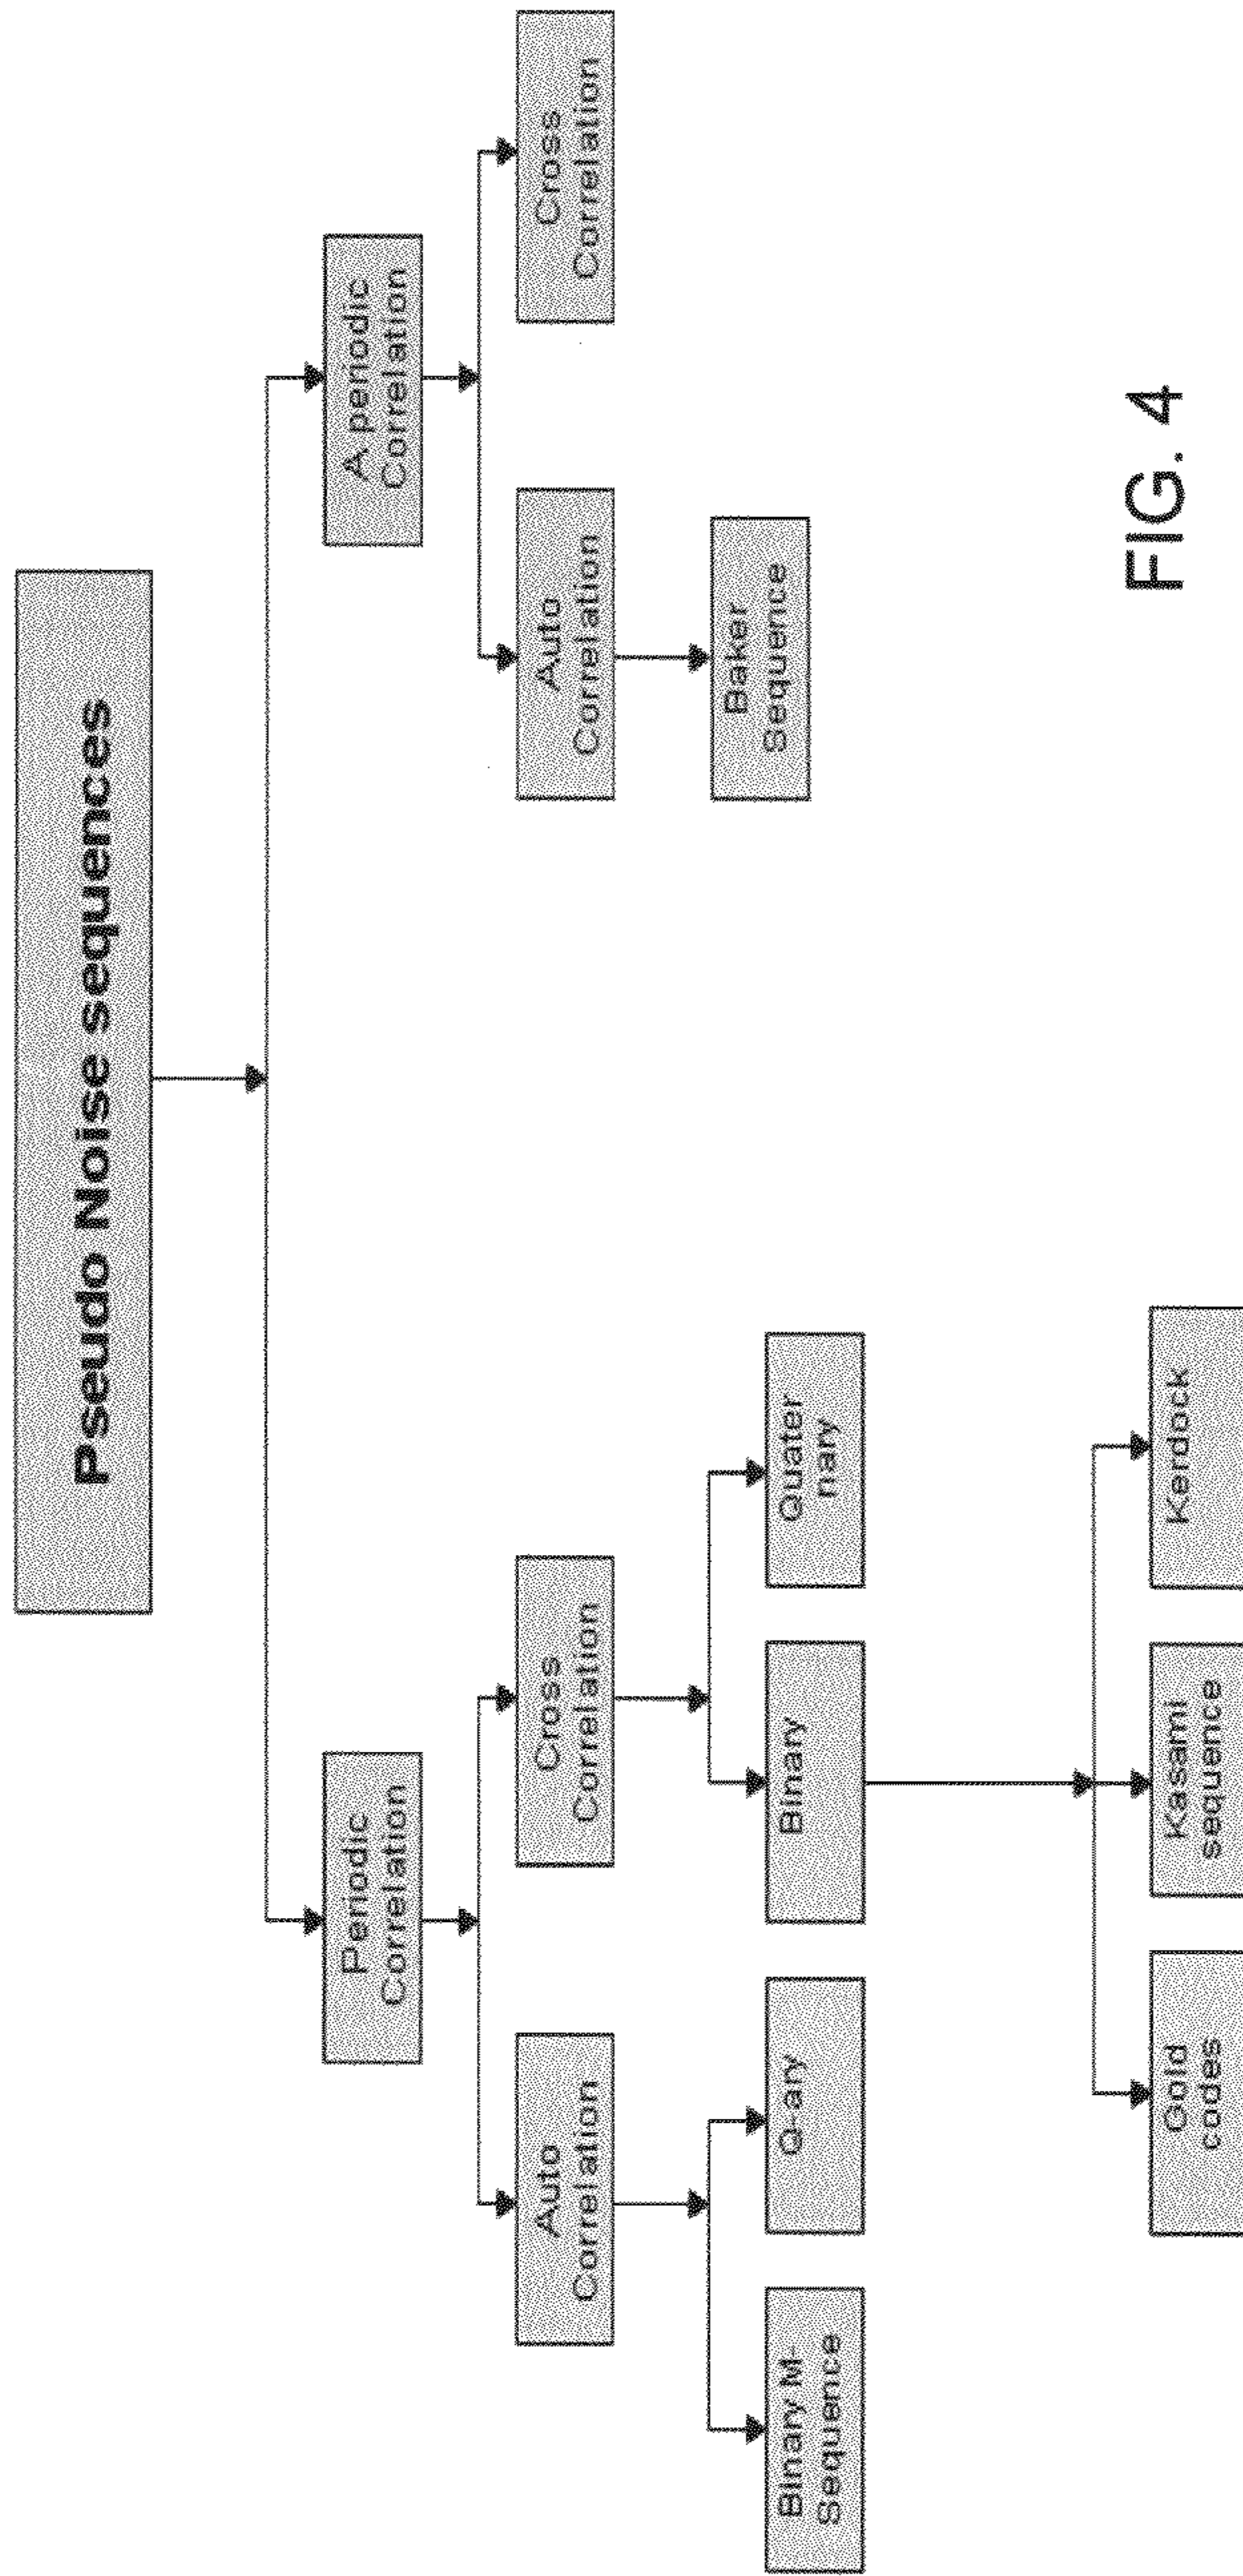 Pseudo Noise sequences
Periodic
Correlation
A periodic
Correlation
Auto
Correlation
Cross
Correlation
Auto
Correlation
Cross
Correlation
Binary M-
Sequence
Q-ary
Binary
Quater
nary
Baker
Sequence
Gold
codes
Kasami
sequence
Kerdock
FIG. 4